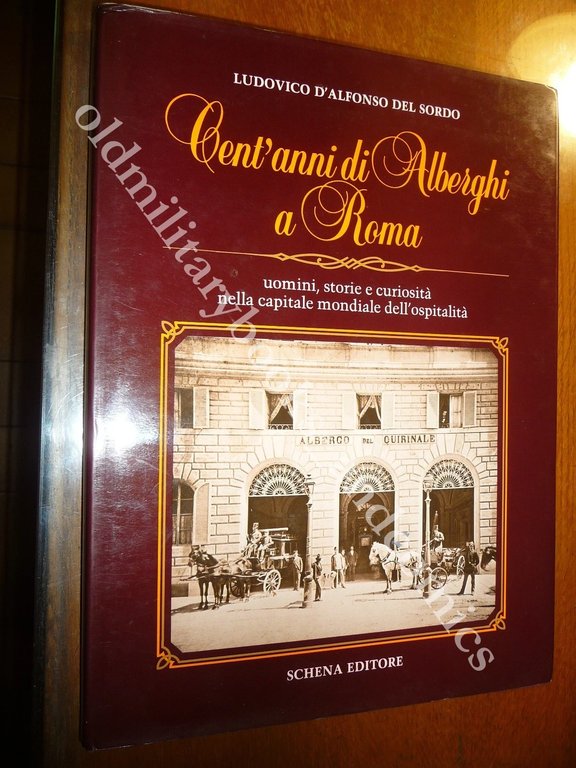 LUDOVICO D'ALFONSO DEL SORDO
Cent'anni di Alberghi
a Roma
uomini, storie e curiosità
nella capitale mondiale dell'ospitalità
ALBERGO DEL QUIRINALE
SCHENA EDITORE